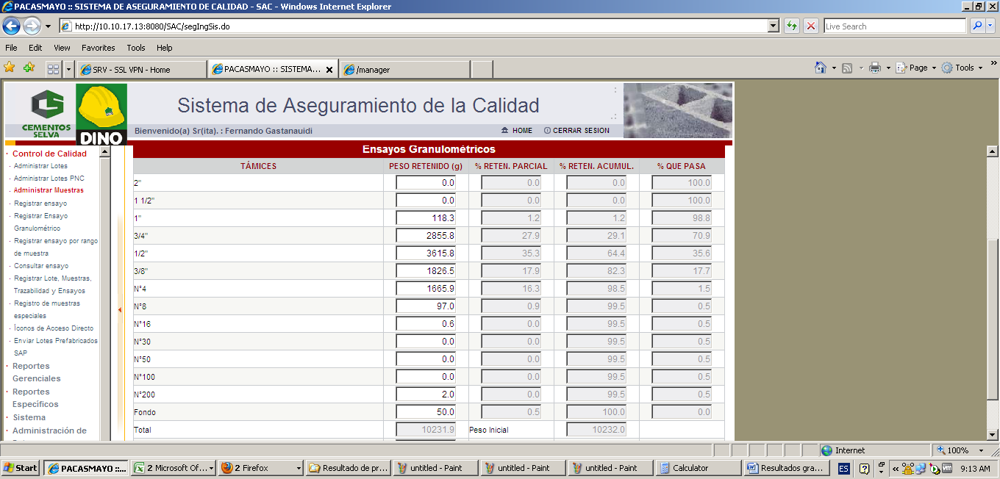 PACASMAYO :: SISTEMA DE ASEGURAMIENTO DE CALIDAD - SAC - Windows Internet Explorer
http://10.10.17.13:8080/SAC/segIngSis.do
Live Search
File Edit View Favorites Tools Help
SRV - SSL VPN - Home
PACASMAYO :: SISTEMA...
/manager
Page
Tools
CEMENTOS
SELVA
DINO
Sistema de Aseguramiento de la Calidad
Bienvenido(a) Sr(ita). : Fernando Gastanauidi
HOME
CERRAR SESION
Control de Calidad
Administrar Lotes
Administrar Lotes PNC
Administrar Muestras
Registrar ensayo
Registrar Ensayo
Granulométrico
Registrar ensayo por rango
de muestra
Consultar ensayo
Registrar Lote, Muestras,
Trazabilidad y Ensayos
Registro de muestras
especiales
Íconos de Acceso Directo
Enviar Lotes Prefabricados
SAP
Reportes
Gerenciales
Reportes
Específicos
Sistema
Administración de
Ensayos Granulométricos
TÁMICES PESO RETENIDO (g) % RETEN. PARCIAL % RETEN. ACUMUL. % QUE PASA
2" 0.0 0.0 0.0 100.0
1 1/2" 0.0 0.0 0.0 100.0
1" 118.3 1.2 1.2 98.8
3/4" 2855.8 27.9 29.1 70.9
1/2" 3615.8 35.3 64.4 35.6
3/8" 1826.5 17.9 82.3 17.7
N°4 1665.9 16.3 98.5 1.5
N°8 97.0 0.9 99.5 0.5
N°16 0.6 0.0 99.5 0.5
N°30 0.0 0.0 99.5 0.5
N°50 0.0 0.0 99.5 0.5
N°100 0.0 0.0 99.5 0.5
N°200 2.0 0.0 99.5 0.5
Fondo 50.0 0.5 100.0 0.0
Total 10231.9 Peso Inicial 10232.0
Internet
100%
Start
PACASMAYO ::...
2 Microsoft Of...
2 Firefox
Resultado de pr...
untitled - Paint
untitled - Paint
untitled - Paint
Calculator
Resultados gra...
ES
9:13 AM